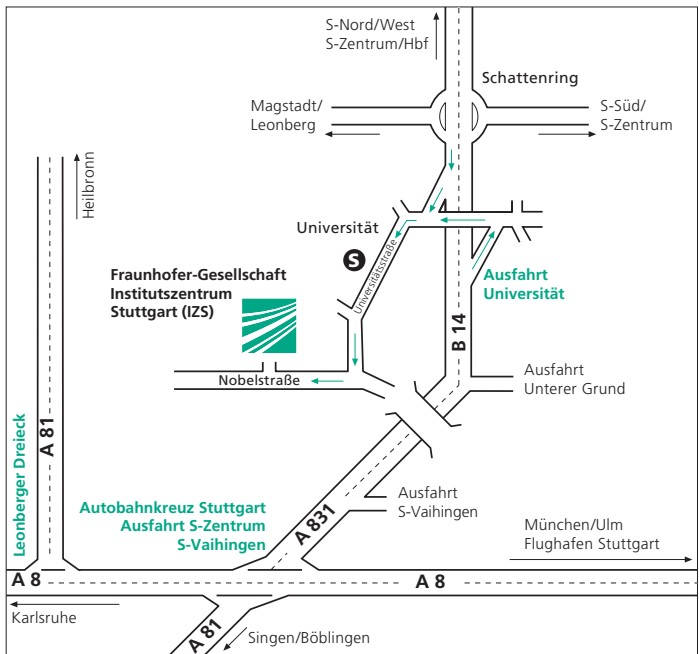 S-Nord/West
S-Zentrum/Hbf
Schattenring
Magstadt/
Leonberg
S-Süd/
S-Zentrum
Heilbronn
Universität
S
Universitätsstraße
Fraunhofer-Gesellschaft
Institutszentrum
Stuttgart (IZS)
Ausfahrt
Universität
B 14
Nobelstraße
Ausfahrt
Unterer Grund
A 81
Leonberger Dreieck
Autobahnkreuz Stuttgart
Ausfahrt S-Zentrum
S-Vaihingen
A 831
Ausfahrt
S-Vaihingen
München/Ulm
Flughafen Stuttgart
A 8
A 8
Karlsruhe
A 81
Singen/Böblingen